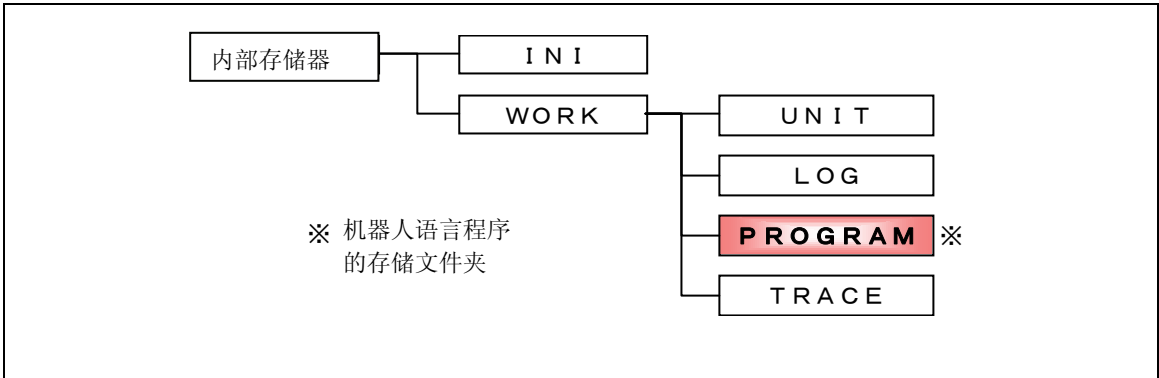 内部存储器
ＩＮＩ
ＷＯＲＫ
ＵＮＩＴ
ＬＯＧ
ＰＲＯＧＲＡＭ ※
ＴＲＡＣＥ
※ 机器人语言程序
的存储文件夹